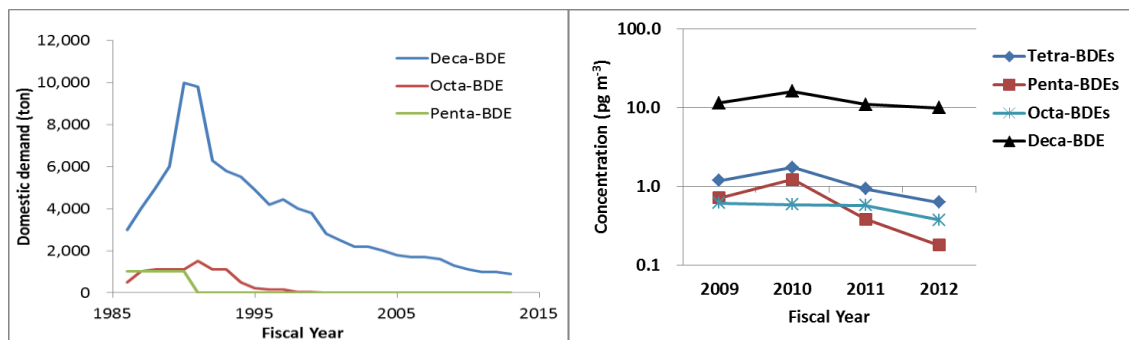 12,000
10,000
8,000
6,000
4,000
2,000
0
Domestic demand (ton)
1985
1995
2005
2015
Fiscal Year
Deca-BDE
Octa-BDE
Penta-BDE
100.0
10.0
1.0
0.1
Concentration (pg m⁻³)
2009
2010
2011
2012
Fiscal Year
Tetra-BDEs
Penta-BDEs
Octa-BDEs
Deca-BDE